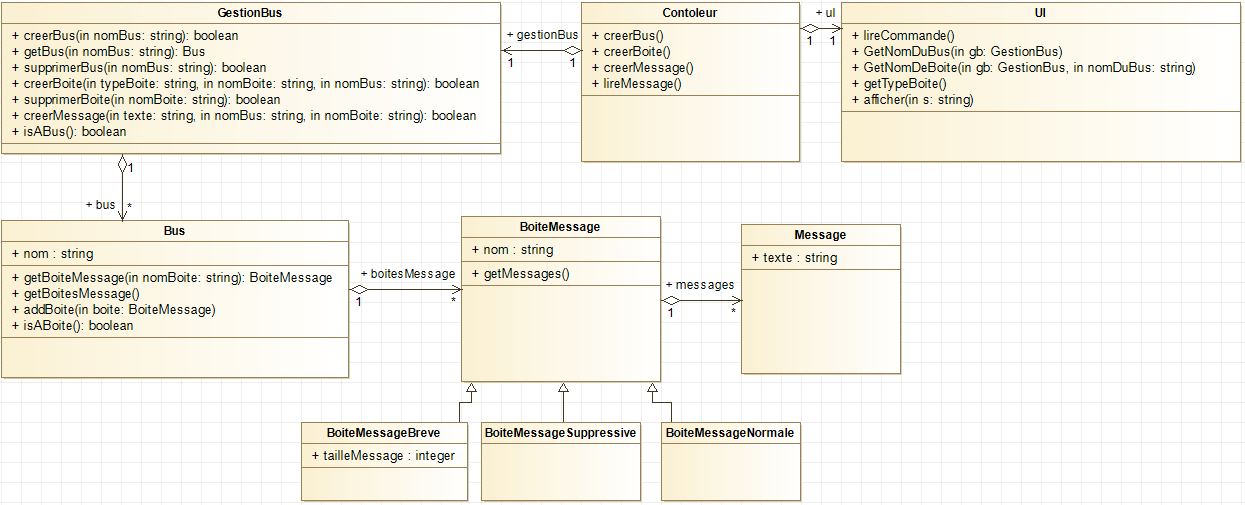 GestionBus
+ creerBus(in nomBus: string): boolean
+ getBus(in nomBus: string): Bus
+ supprimerBus(in nomBus: string): boolean
+ creerBoite(in typeBoite: string, in nomBoite: string, in nomBus: string): boolean
+ supprimerBoite(in nomBoite: string): boolean
+ creerMessage(in texte: string, in nomBus: string, in nomBoite: string): boolean
+ isABus(): boolean
+ gestionBus
1
1
Contoleur
+ creerBus()
+ creerBoite()
+ creerMessage()
+ lireMessage()
+ uI
1
1
UI
+ lireCommande()
+ GetNomDuBus(in gb: GestionBus)
+ GetNomDeBoite(in gb: GestionBus, in nomDuBus: string)
+ getTypeBoite()
+ afficher(in s: string)
1
+ bus
*
Bus
+ nom : string
+ getBoiteMessage(in nomBoite: string): BoiteMessage
+ getBoitesMessage()
+ addBoite(in boite: BoiteMessage)
+ isABoite(): boolean
+ boitesMessage
1
*
BoiteMessage
+ nom : string
+ getMessages()
+ messages
1
*
Message
+ texte : string
BoiteMessageBreve
+ tailleMessage : integer
BoiteMessageSuppressive
BoiteMessageNormale